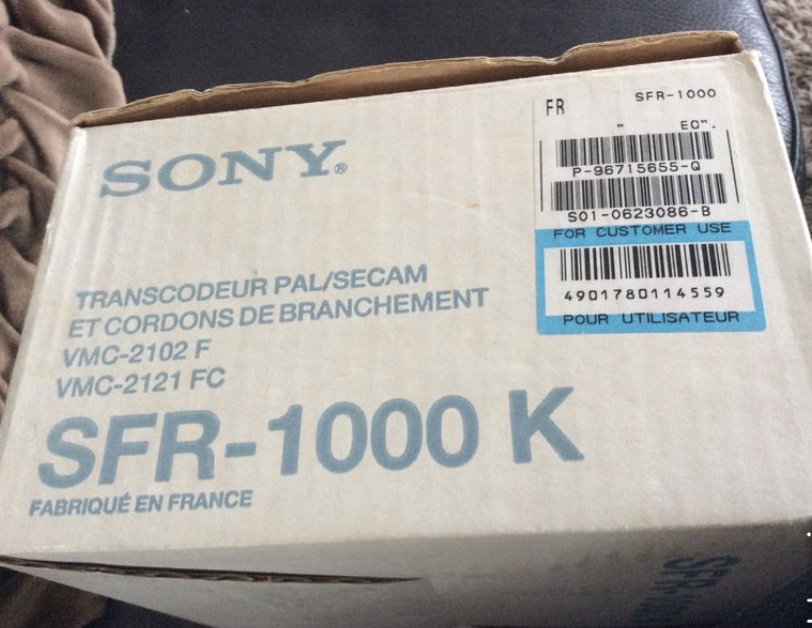 SONY®
TRANSCODEUR PAL/SECAM
ET CORDONS DE BRANCHEMENT
VMC-2102 F
VMC-2121 FC
SFR-1000 K
FABRIQUÉ EN FRANCE
FR SFR-1000
" EC".
P-96715655-Q
S01-0623086-B
FOR CUSTOMER USE
4901780114559
POUR UTILISATEUR